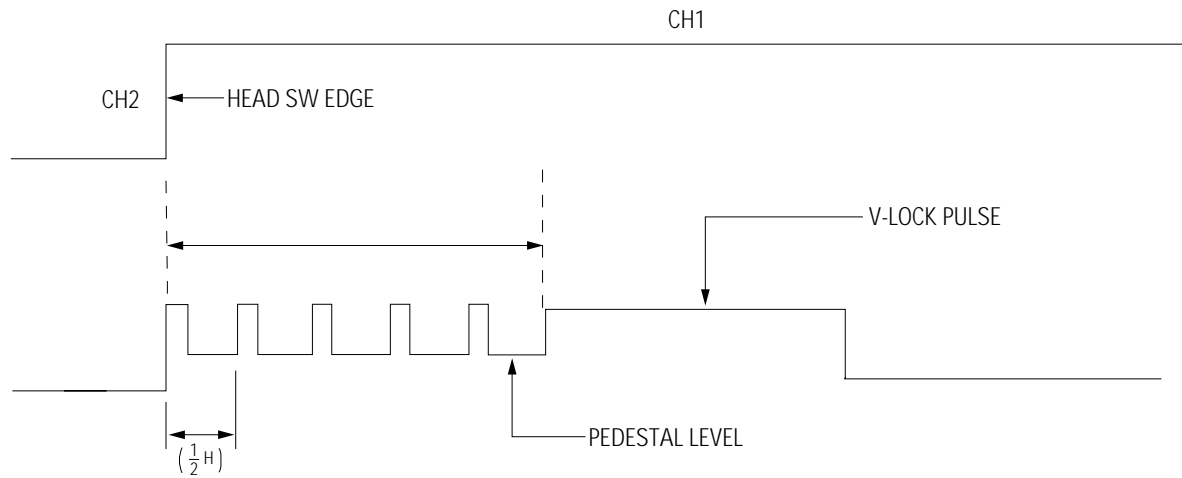 CH1
CH2
HEAD SW EDGE
V-LOCK PULSE
PEDESTAL LEVEL
(1/2 H)